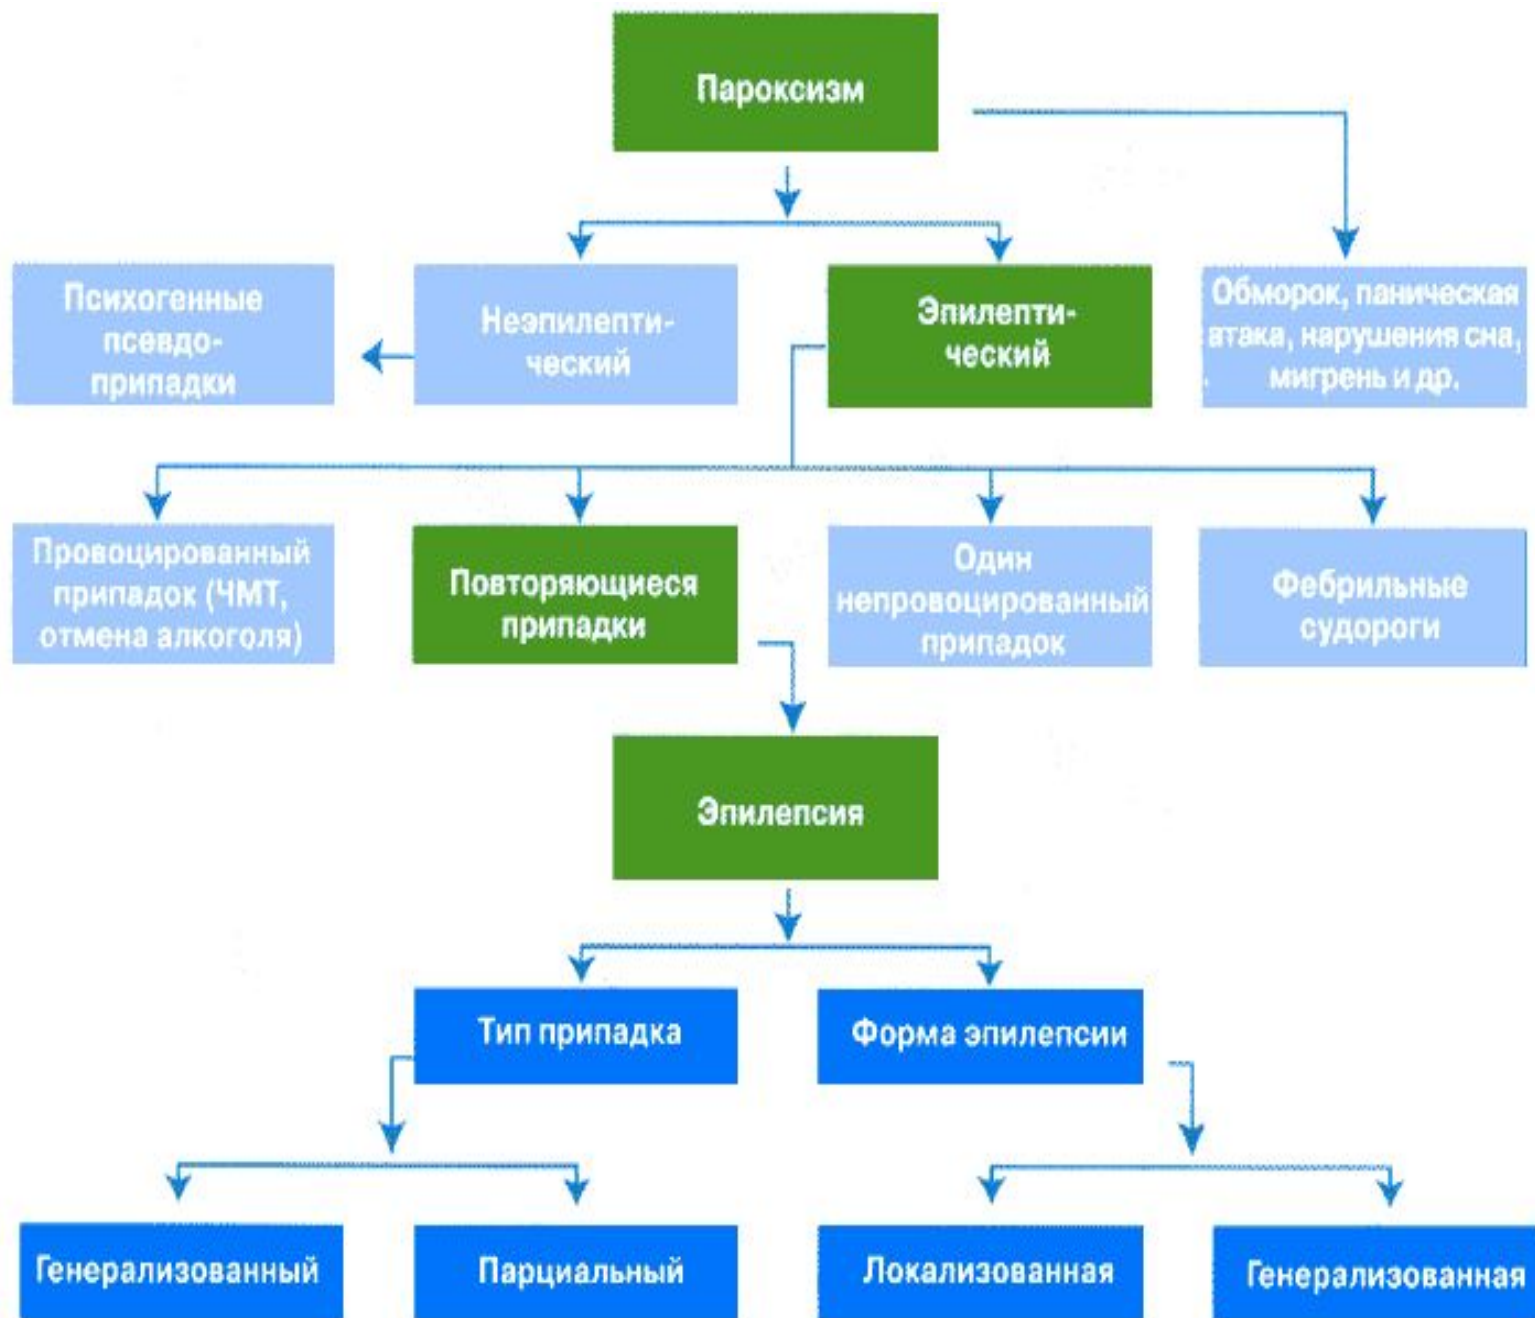 Пароксизм
Психогенные
псевдо-
припадки
Неэпилепти-
ческий
Эпилепти-
ческий
Обморок, паническая
атака, нарушения сна,
мигрень и др.
Провоцированный
припадок (ЧМТ,
отмена алкоголя)
Повторяющиеся
припадки
Один
непровоцированный
припадок
Фебрильные
судороги
Эпилепсия
Тип припадка
Форма эпилепсии
Генерализованный
Парциальный
Локализованная
Генерализованная